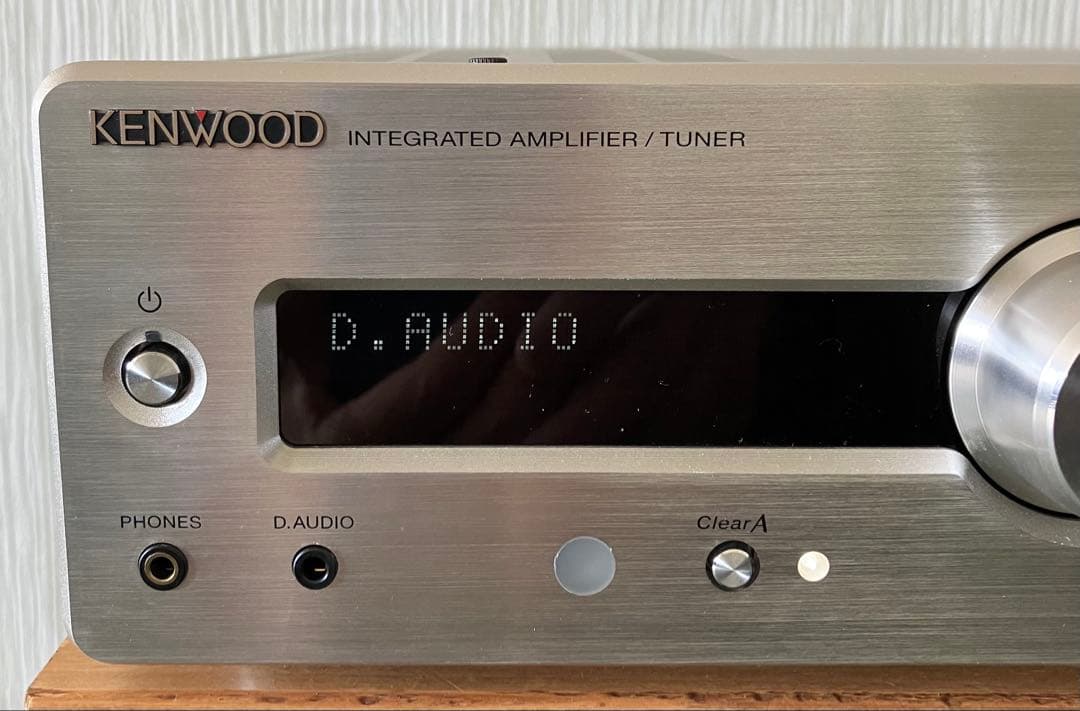 KENWOOD INTEGRATED AMPLIFIER / TUNER
D.AUDIO
PHONES D.AUDIO ClearA